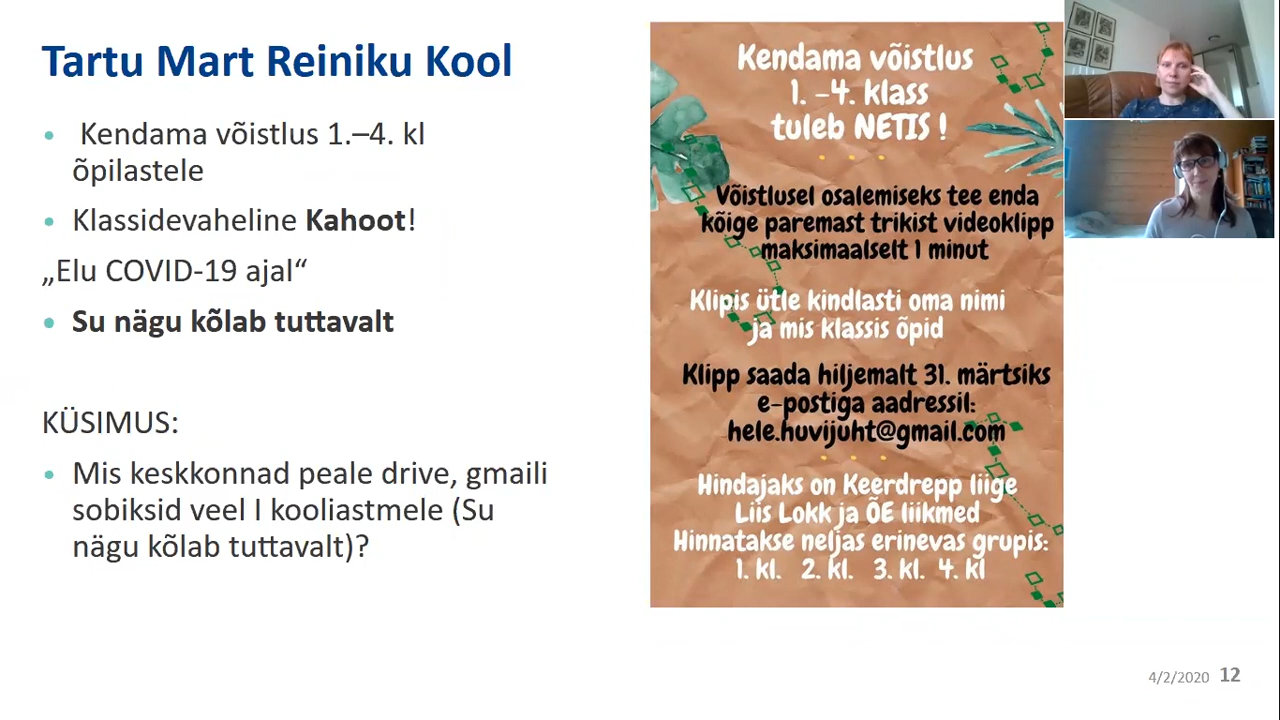 Tartu Mart Reiniku Kool
• Kendama võistlus 1.–4. kl
õpilastele
• Klassidevaheline Kahoot!
„Elu COVID-19 ajal“
• Su nägu kõlab tuttavalt
KÜSIMUS:
• Mis keskkonnad peale drive, gmaili
sobiksid veel I kooliastmele (Su
nägu kõlab tuttavalt)?
Kendama võistlus
1. –4. klass
tuleb NETIS !
Võistlusel osalemiseks tee enda
kõige paremast trikist videoklipp
maksimaalselt 1 minut
Klipis ütle kindlasti oma nimi
ja mis klassis õpid
Klipp saada hiljemalt 31. märtsiks
e-postiga aadressil:
hele.huvijuht@gmail.com
Hindajaks on Keerdrepp liige
Liis Lokk ja ÕE liikmed
Hinnatakse neljas erinevas grupis:
1. kl. 2. kl. 3. kl. 4. kl
4/2/2020 12